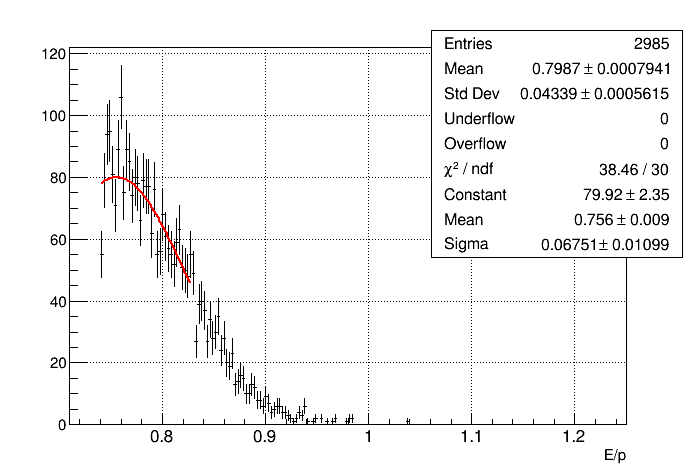 Entries 2985
Mean 0.7987 ± 0.0007941
Std Dev 0.04339 ± 0.0005615
Underflow 0
Overflow 0
χ² / ndf 38.46 / 30
Constant 79.92 ± 2.35
Mean 0.756 ± 0.009
Sigma 0.06751 ± 0.01099
120
100
80
60
40
20
0
0.8 0.9 1 1.1 1.2
E/p